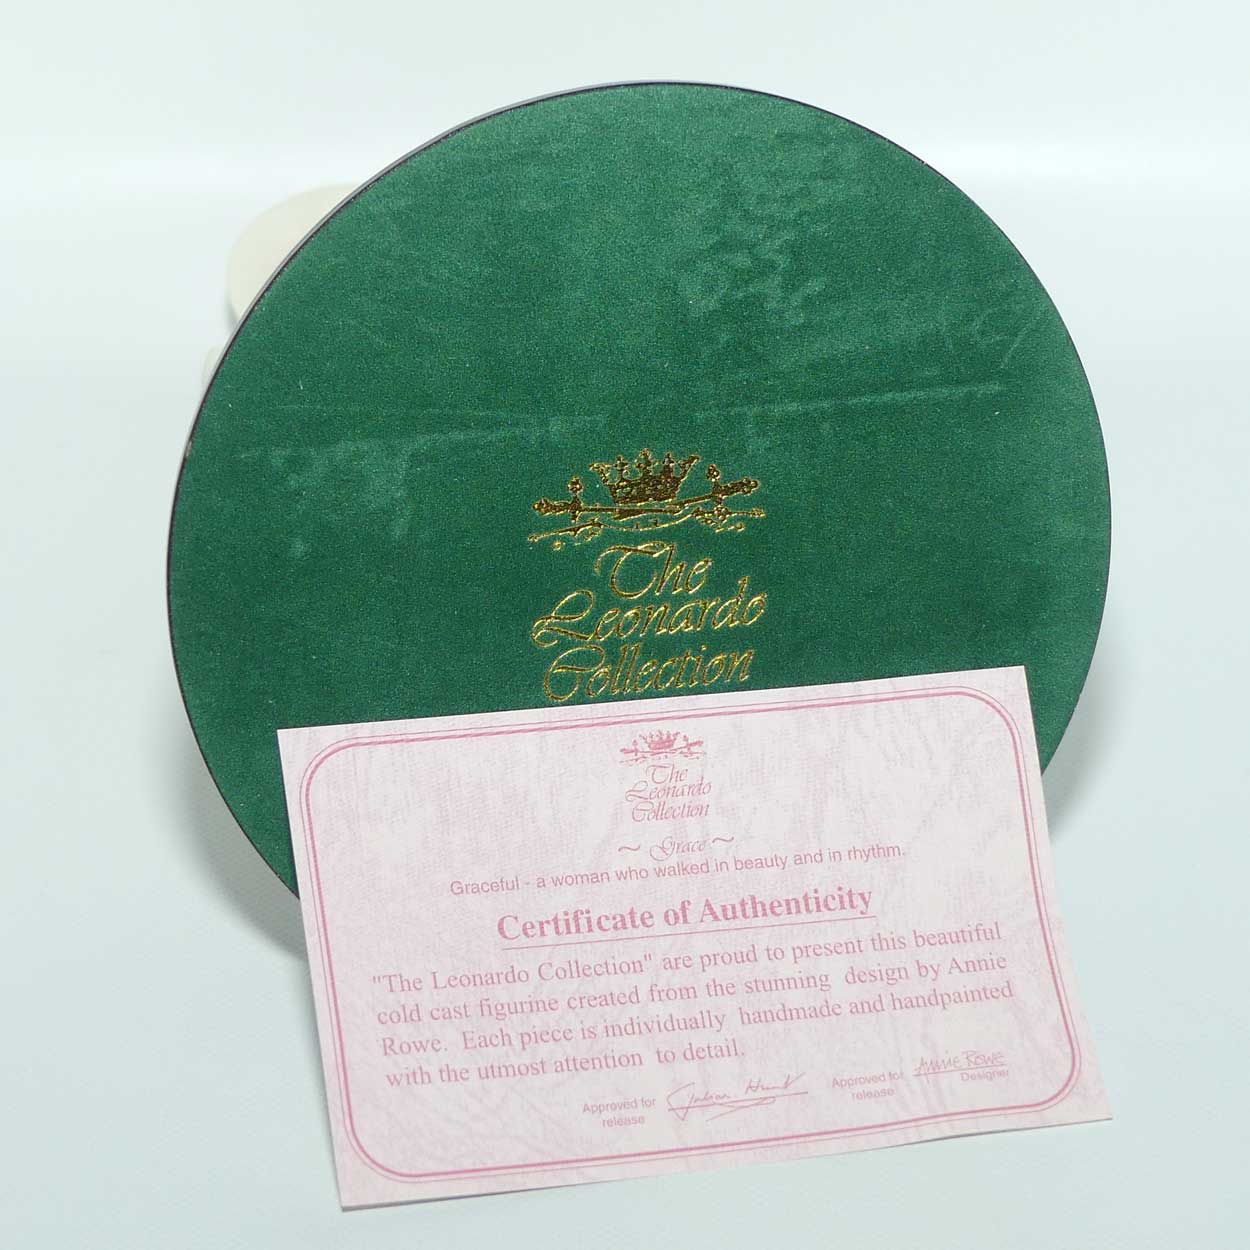 The
Leonardo
Collection
The
Leonardo
Collection
~ Grace ~
Graceful - a woman who walked in beauty and in rhythm.
Certificate of Authenticity
"The Leonardo Collection" are proud to present this beautiful
cold cast figurine created from the stunning design by Annie
Rowe. Each piece is individually handmade and handpainted
with the utmost attention to detail.
Approved for
release
Julian Hunt
Approved for
release
Annie Rowe
Designer